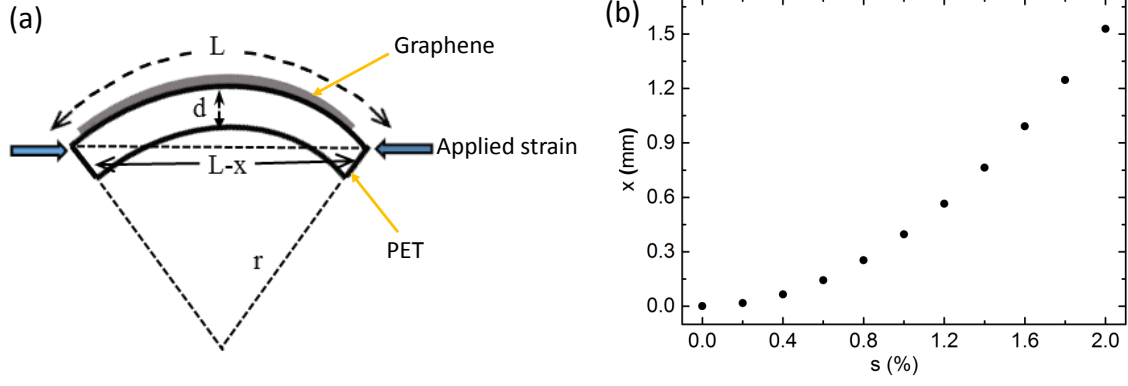 (a)
L
Graphene
d
Applied strain
L-x
PET
r
(b)
x (mm)
1.5
1.2
0.9
0.6
0.3
0.0
0.0 0.4 0.8 1.2 1.6 2.0
s (%)